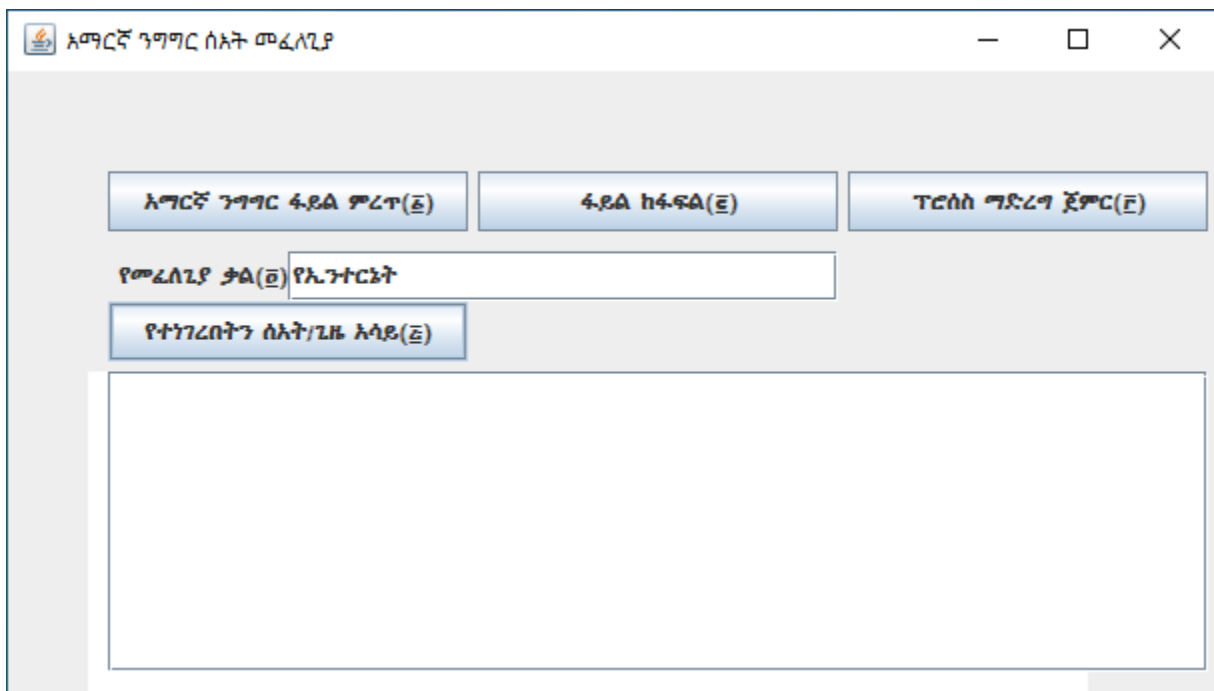 አማርኛ ንግግር ሰአት መፈለጊያ
አማርኛ ንግግር ፋይል ምረጥ(፩) ፋይል ከፋፍል(፪) ፕሮሰስ ማድረግ ጀምር(፫)
የመፈለጊያ ቃል(፬) የኢንተርኔት
የተነገረበትን ሰአት/ጊዜ አሳይ(፭)